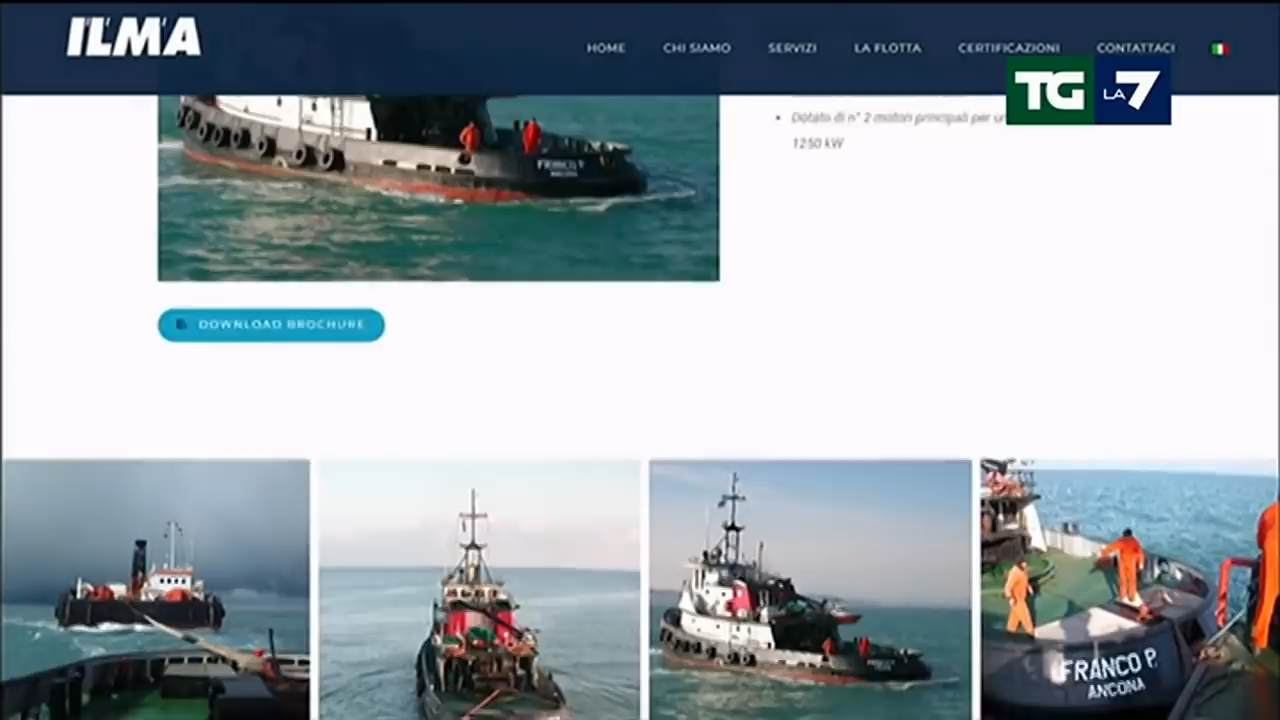 ILMA
HOME CHI SIAMO SERVIZI LA FLOTTA CERTIFICAZIONI CONTATTACI
TG LA7
• Dotato di n° 2 motori principali per
1250 kW
FRANCO P.
ANCONA
DOWNLOAD BROCHURE
FRANCO P.
ANCONA